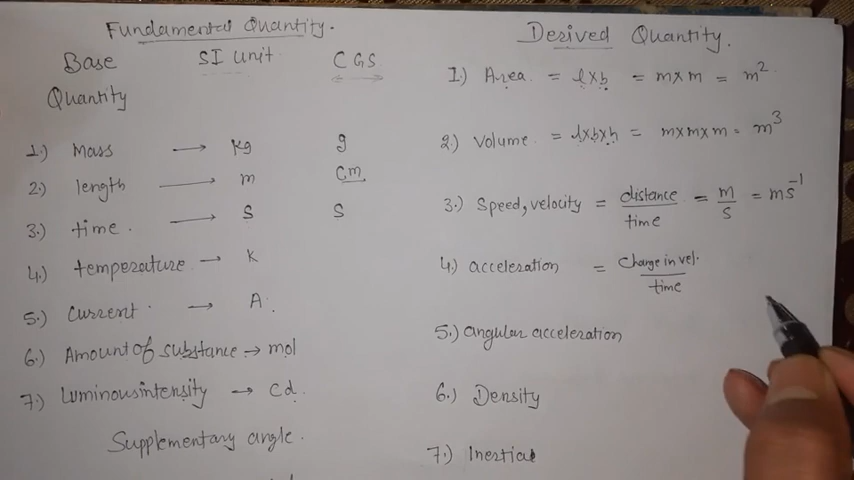 Fundamental Quantity.
Base Quantity SI Unit CGS
1.) Mass → kg g
2.) length → m cm
3.) time. → s s
4.) temperature → K
5.) Current. → A.
6.) Amount of substance → mol
7.) Luminous intensity → Cd.
Supplementary angle.
Derived Quantity.
1.) Area = l×b = m×m = m²
2.) Volume = l×b×h = m×m×m = m³
3.) Speed, velocity = distance/time = m/s = ms⁻¹
4.) acceleration = Change in vel./time
5.) angular acceleration
6.) Density
7.) Inertia